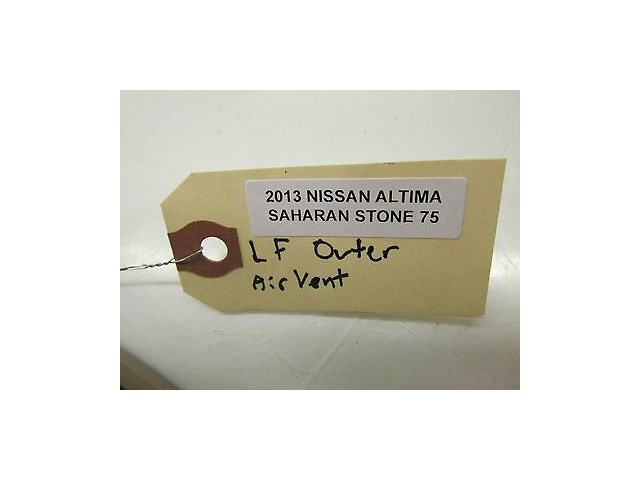 2013 NISSAN ALTIMA
SAHARAN STONE 75
LF Outer
Air Vent